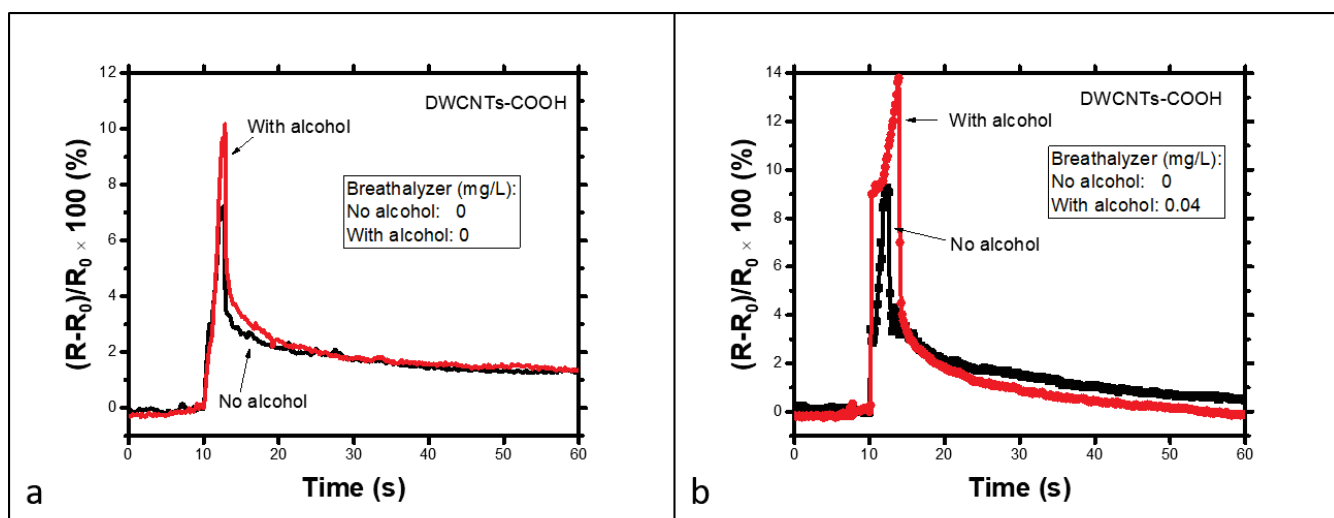 12
10
8
6
4
2
0
0 10 20 30 40 50 60
(R-R₀)/R₀ × 100 (%)
Time (s)
DWCNTs-COOH
With alcohol
Breathalyzer (mg/L):
No alcohol: 0
With alcohol: 0
No alcohol
a
14
12
10
8
6
4
2
0
0 10 20 30 40 50 60
(R-R₀)/R₀ × 100 (%)
Time (s)
DWCNTs-COOH
With alcohol
Breathalyzer (mg/L):
No alcohol: 0
With alcohol: 0.04
No alcohol
b